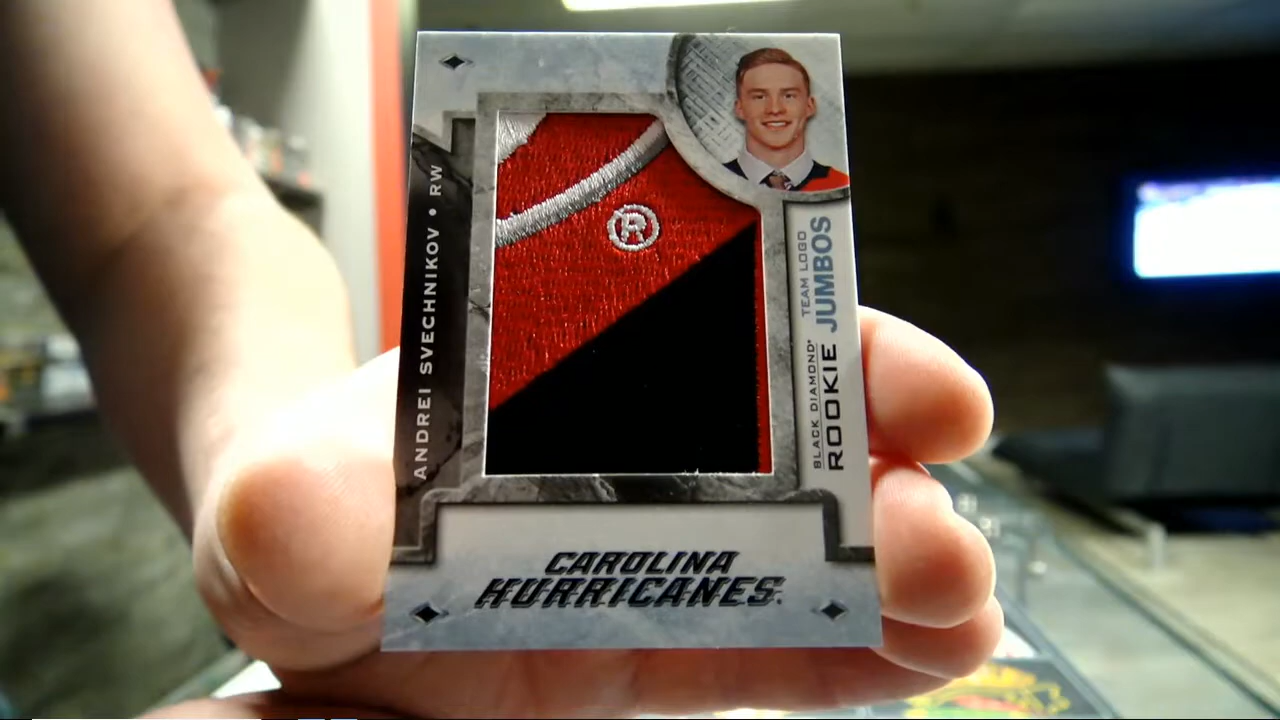 ANDREI SVECHNIKOV • RW
®
BLACK DIAMOND®
ROOKIE
TEAM LOGO
JUMBOS
CAROLINA
HURRICANES.